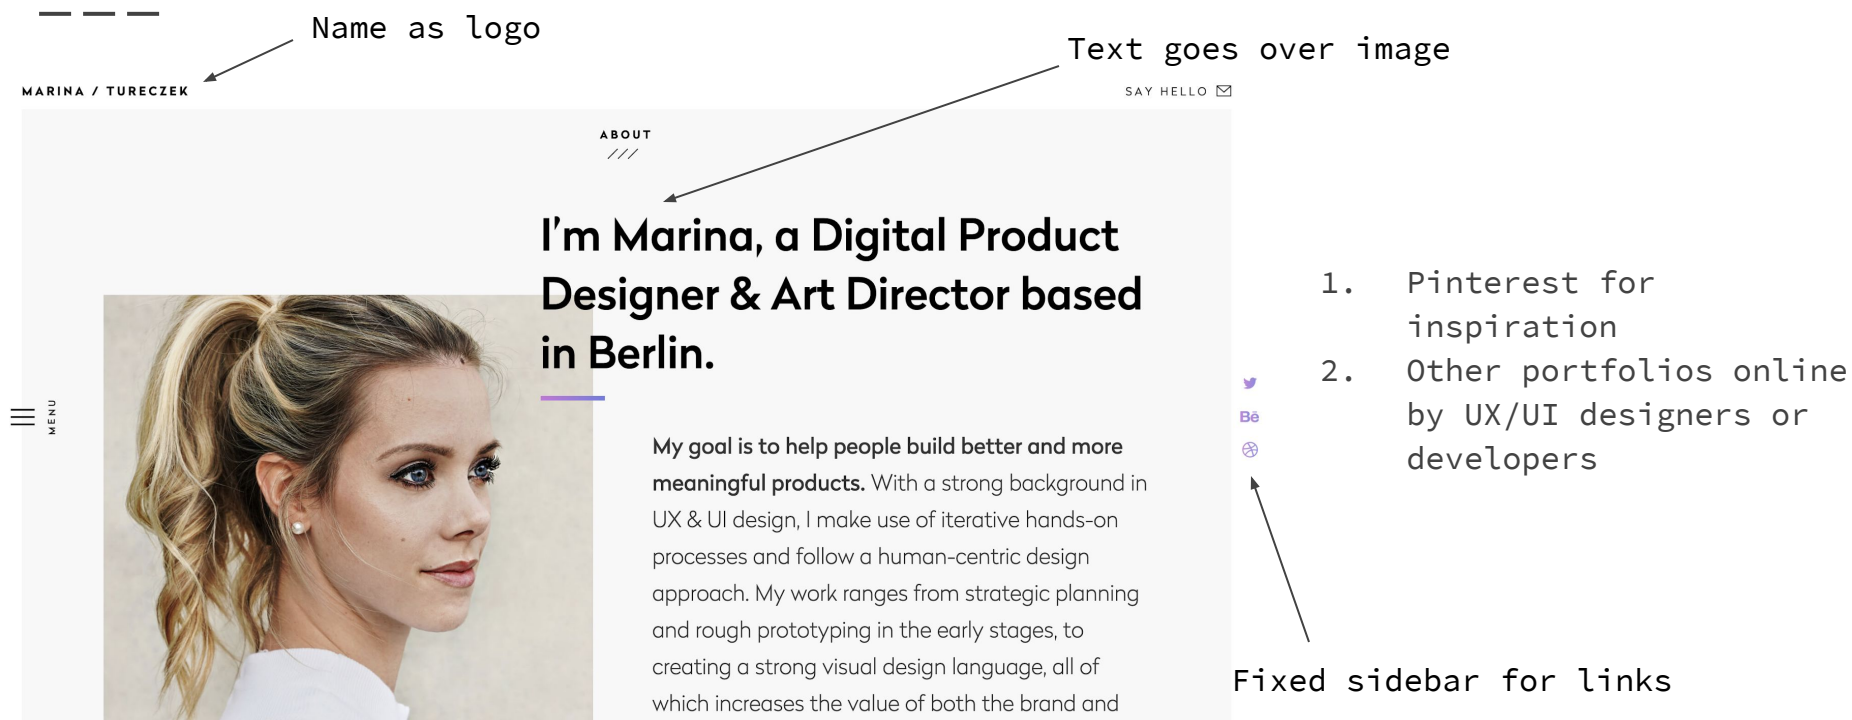 Name as logo
Text goes over image
MARINA / TURECZEK
SAY HELLO
ABOUT
///
I'm Marina, a Digital Product
Designer & Art Director based
in Berlin.
MENU
My goal is to help people build better and more
meaningful products. With a strong background in
UX & UI design, I make use of iterative hands-on
processes and follow a human-centric design
approach. My work ranges from strategic planning
and rough prototyping in the early stages, to
creating a strong visual design language, all of
which increases the value of both the brand and
Bē
1. Pinterest for
inspiration
2. Other portfolios online
by UX/UI designers or
developers
Fixed sidebar for links